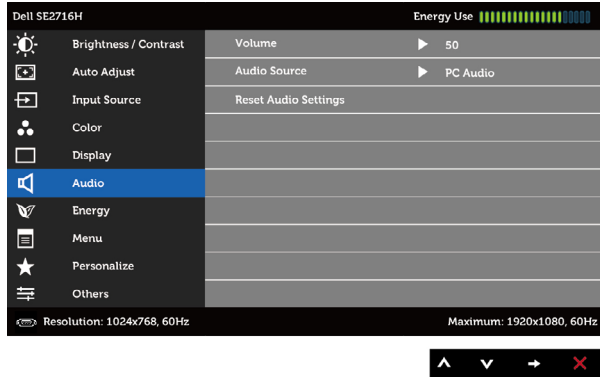 Dell SE2716H Energy Use
Brightness / Contrast Volume 50
Auto Adjust Audio Source PC Audio
Input Source Reset Audio Settings
Color
Display
Audio
Energy
Menu
Personalize
Others
Resolution: 1024x768, 60Hz Maximum: 1920x1080, 60Hz